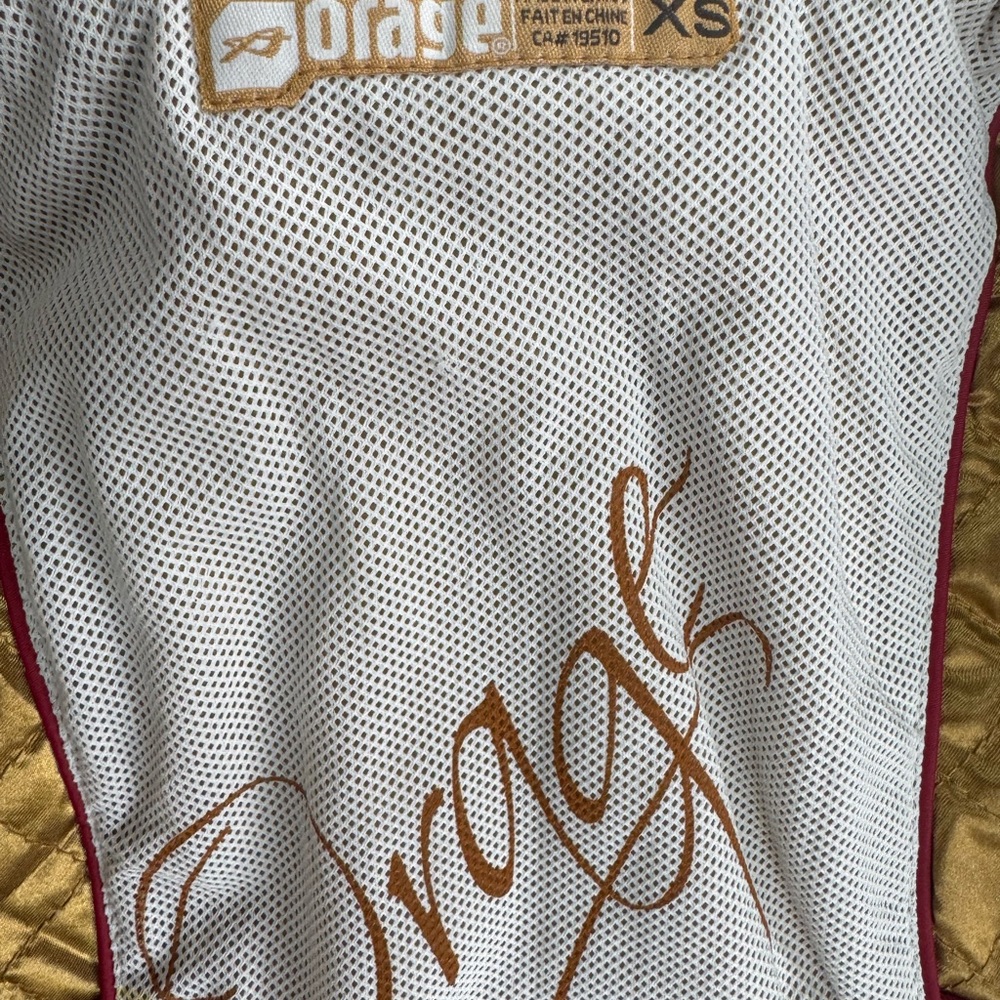 orage®
FAIT EN CHINE
CA# 19510
XS
Orage